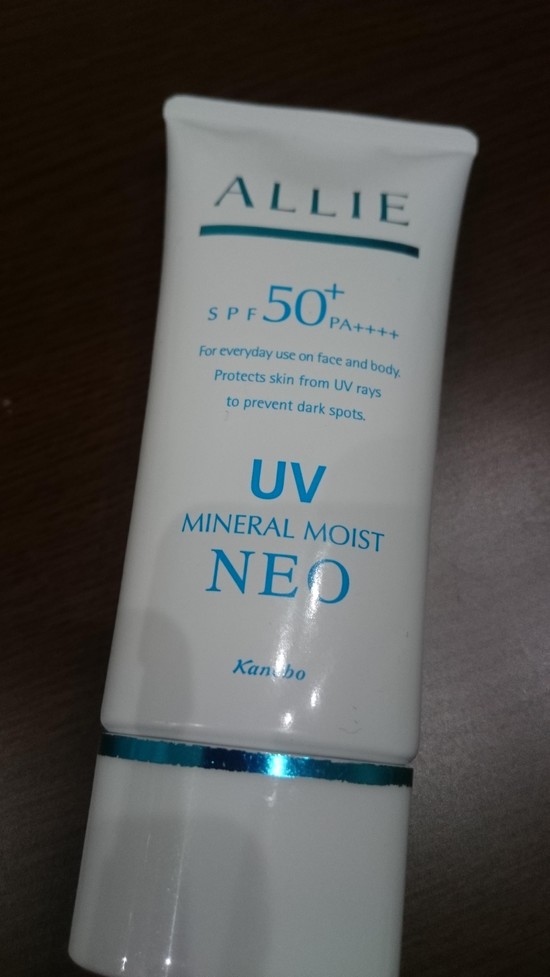 ALLIE
SPF50+ PA++++
For everyday use on face and body.
Protects skin from UV rays
to prevent dark spots.
UV
MINERAL MOIST
NEO
Kanebo